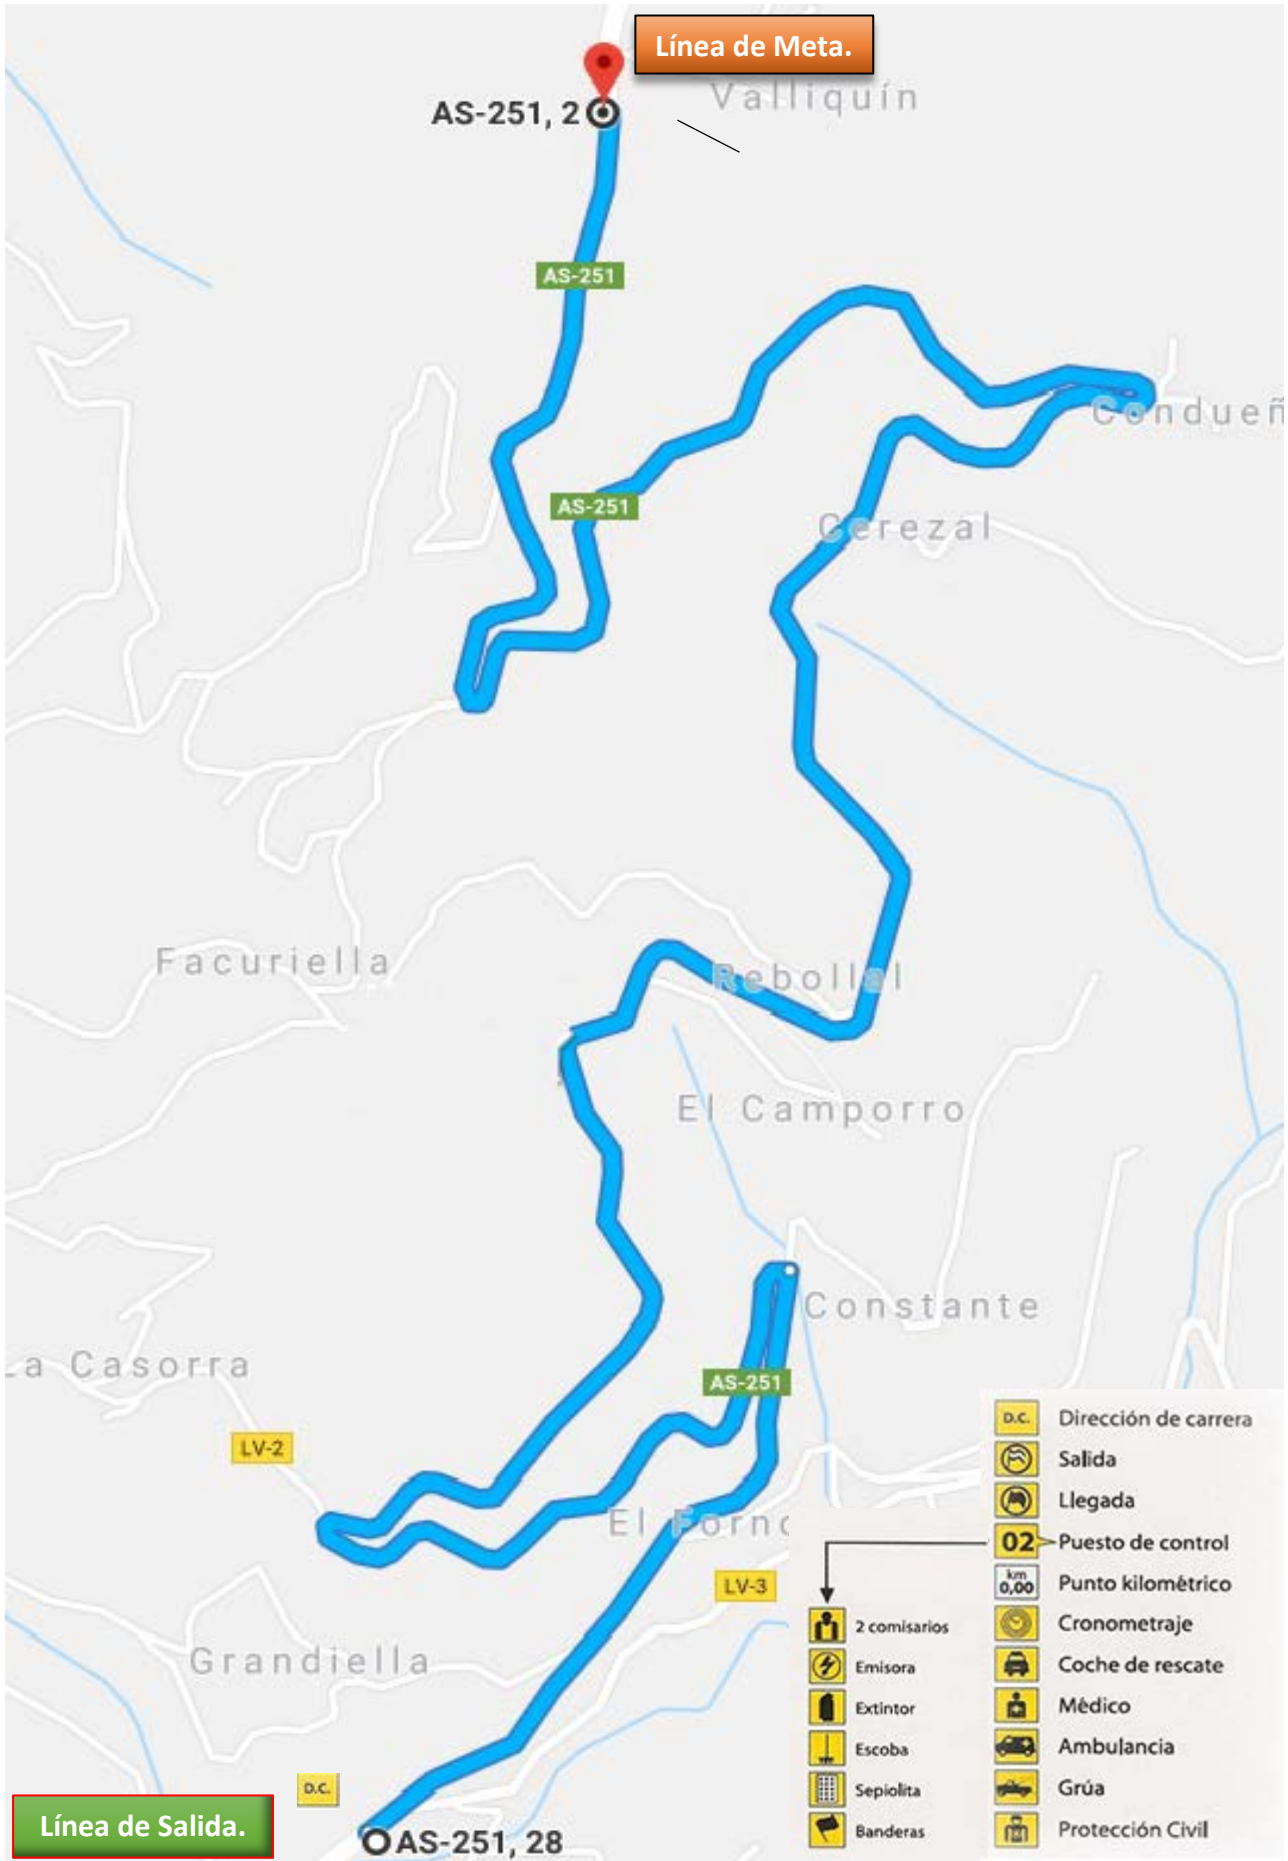 Línea de Meta.
Valliquín
AS-251, 2
AS-251
Condueñ
AS-251
Cerezal
Facuriella
Rebollal
El Camporro
Constante
a Casorra
AS-251
LV-2
El Forno
LV-3
Grandiella
D.C.
Línea de Salida.
AS-251, 28
D.C. Dirección de carrera
Salida
Llegada
02 Puesto de control
km 0,00 Punto kilométrico
Cronometraje
Coche de rescate
Médico
Ambulancia
Grúa
Protección Civil
2 comisarios
Emisora
Extintor
Escoba
Sepiolita
Banderas